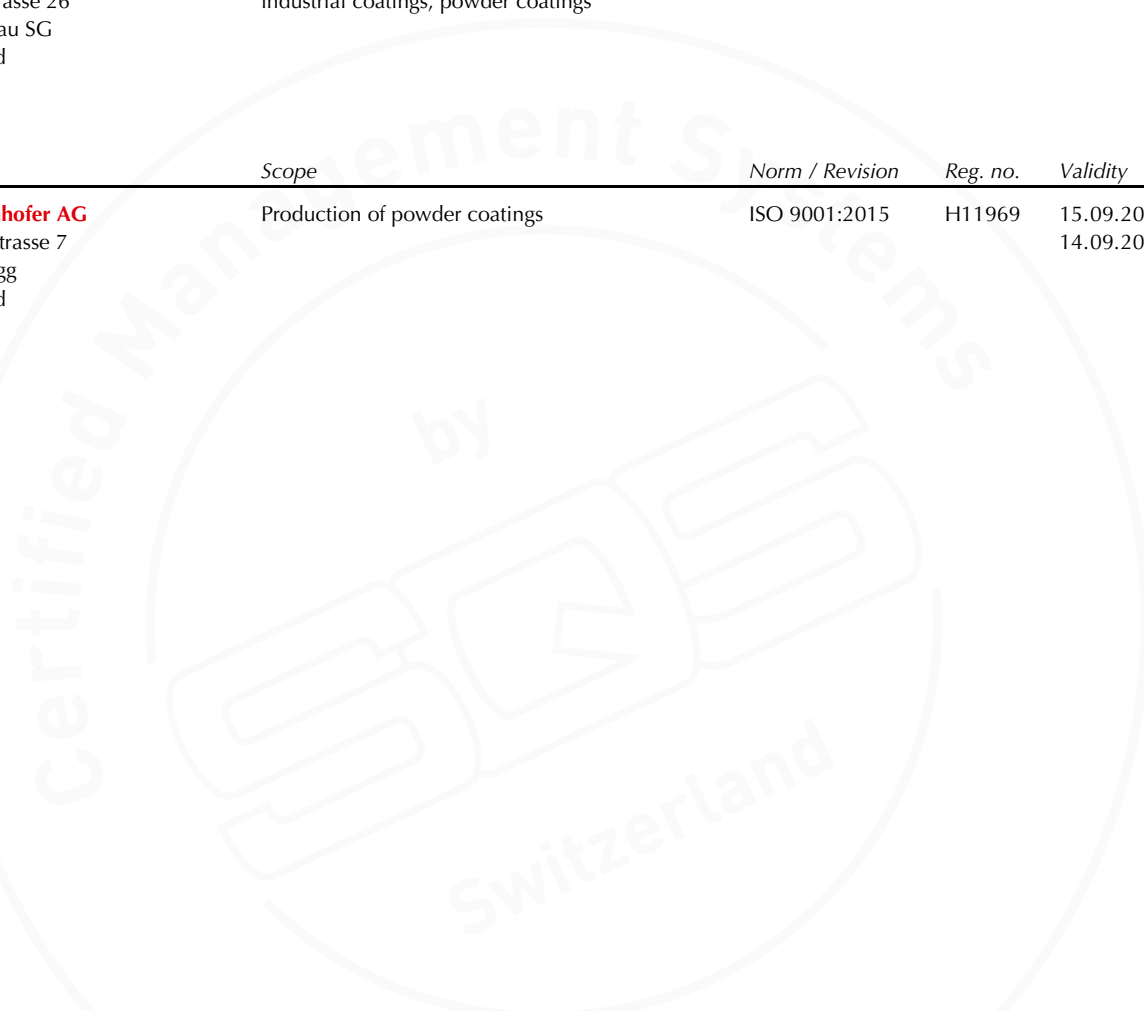 asse 26 Industrial coatings, powder coatings
au SG
d
Scope Norm / Revision Reg. no. Validity
hofer AG Production of powder coatings ISO 9001:2015 H11969 15.09.20
trasse 7 14.09.20
gg
d
Certified Management Systems
by
SQS
Switzerland